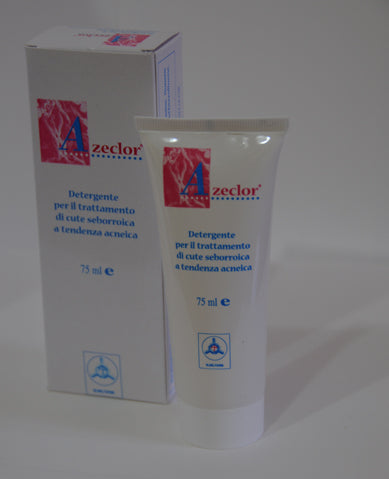 Azeclor®
Detergente
per il trattamento
di cute seborroica
a tendenza acneica
75 ml e
Azeclor®
Detergente
per il trattamento
di cute seborroica
a tendenza acneica
75 ml e